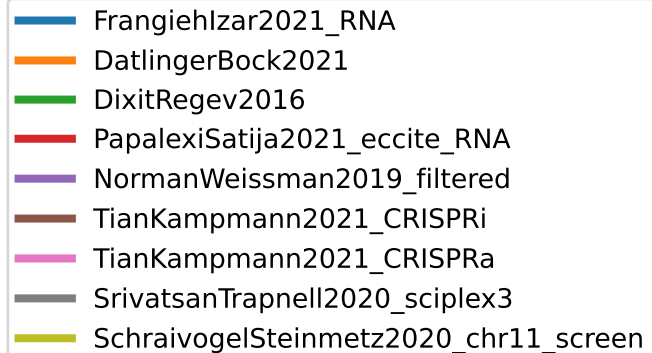 FrangiehIzar2021_RNA
DatlingerBock2021
DixitRegev2016
PapalexiSatija2021_eccite_RNA
NormanWeissman2019_filtered
TianKampmann2021_CRISPRi
TianKampmann2021_CRISPRa
SrivatsanTrapnell2020_sciplex3
SchraivogelSteinmetz2020_chr11_screen